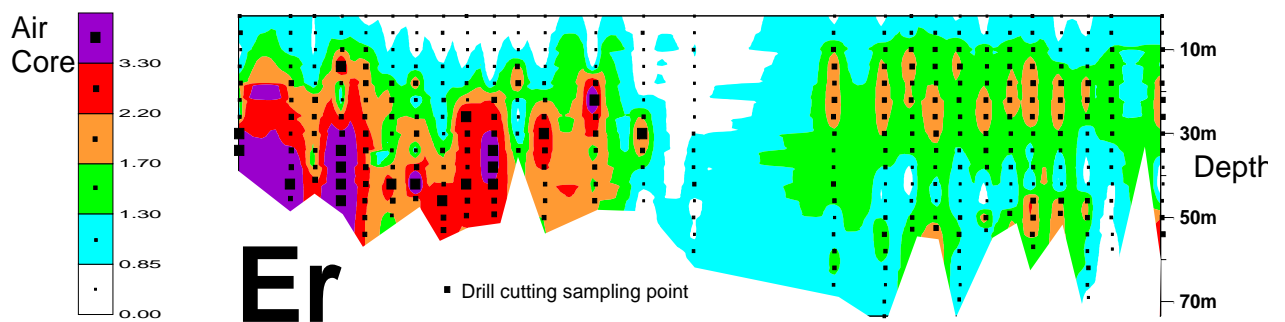 Air
Core
3.30
2.20
1.70
1.30
0.85
0.00
10m
30m
Depth
50m
70m
Er
Drill cutting sampling point